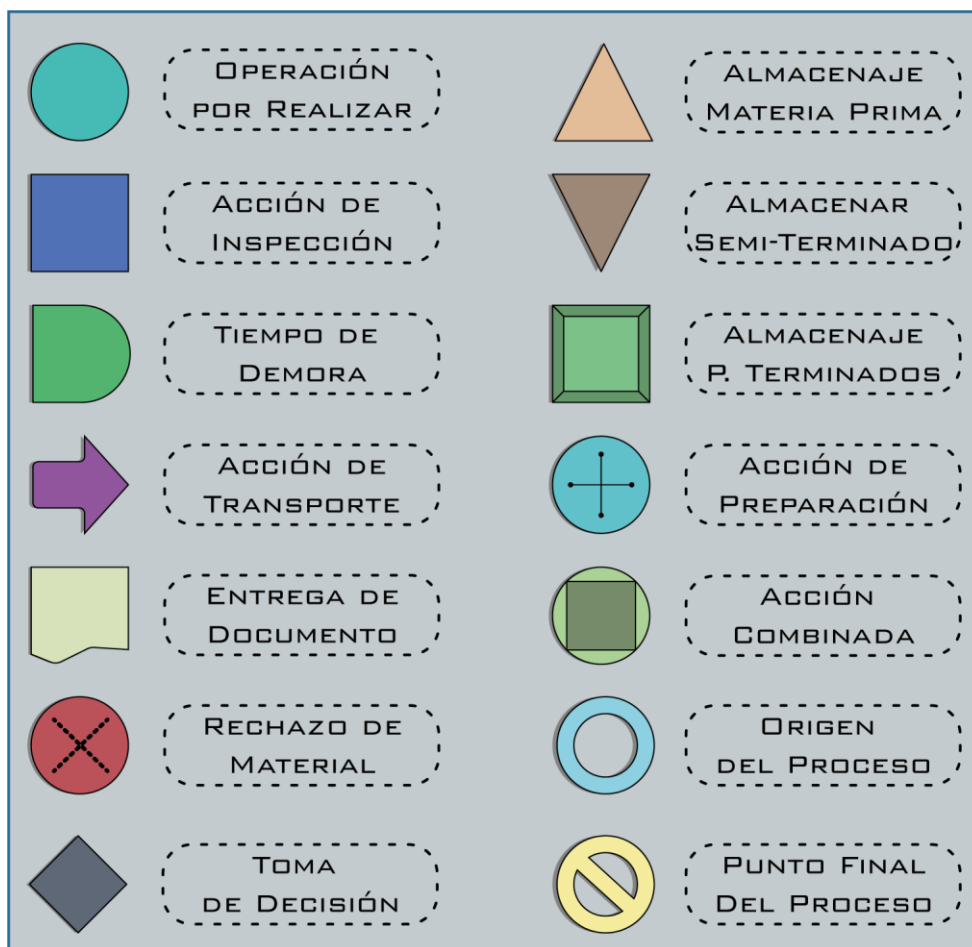 Operación
por Realizar
Almacenaje
Materia Prima
Acción de
Inspección
Almacenar
Semi-Terminado
Tiempo de
Demora
Almacenaje
P. Terminados
Acción de
Transporte
Acción de
Preparación
Entrega de
Documento
Acción
Combinada
Rechazo de
Material
Origen
del Proceso
Toma
de Decisión
Punto Final
Del Proceso